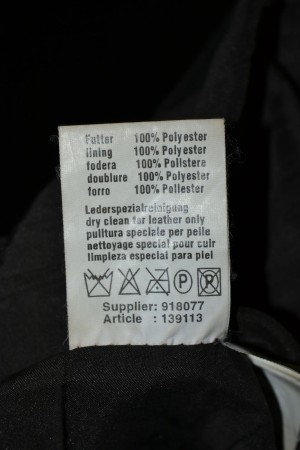 Futter 100% Polyester
lining 100% Polyester
fodera 100% Polistere
doublure 100% Polyester
forro 100% Poliester
Lederspezialreinigung
dry clean for leather only
pulitura speciale per pelle
nettoyage special pour cuir
limpieza especial para piel
P R
Supplier: 918077
Article : 139113